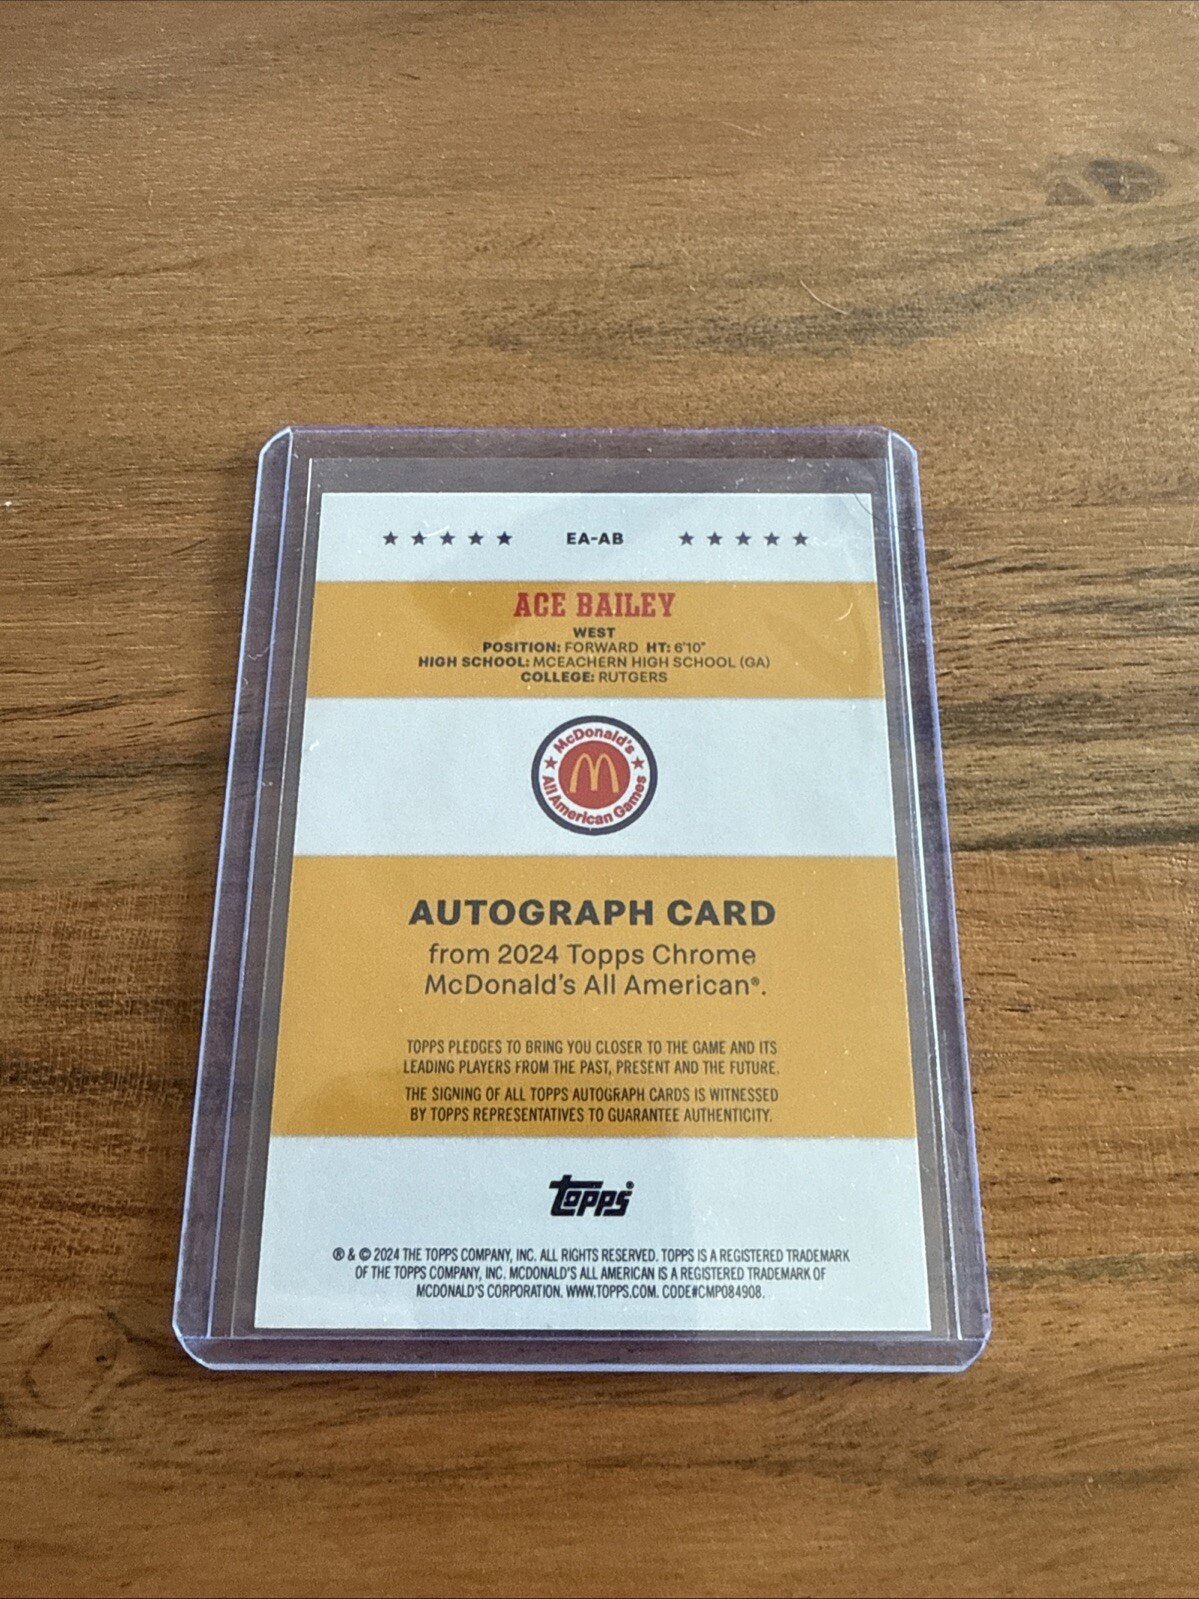 EA-AB
ACE BAILEY
WEST
POSITION: FORWARD HT: 6'10"
HIGH SCHOOL: MCEACHERN HIGH SCHOOL (GA)
COLLEGE: RUTGERS
McDonald's
All American Games
AUTOGRAPH CARD
from 2024 Topps Chrome
McDonald's All American®.
TOPPS PLEDGES TO BRING YOU CLOSER TO THE GAME AND ITS
LEADING PLAYERS FROM THE PAST, PRESENT AND THE FUTURE.
THE SIGNING OF ALL TOPPS AUTOGRAPH CARDS IS WITNESSED
BY TOPPS REPRESENTATIVES TO GUARANTEE AUTHENTICITY.
topps®
® & © 2024 THE TOPPS COMPANY, INC. ALL RIGHTS RESERVED. TOPPS IS A REGISTERED TRADEMARK
OF THE TOPPS COMPANY, INC. MCDONALD'S ALL AMERICAN IS A REGISTERED TRADEMARK OF
MCDONALD'S CORPORATION. WWW.TOPPS.COM. CODE#CMP084908.